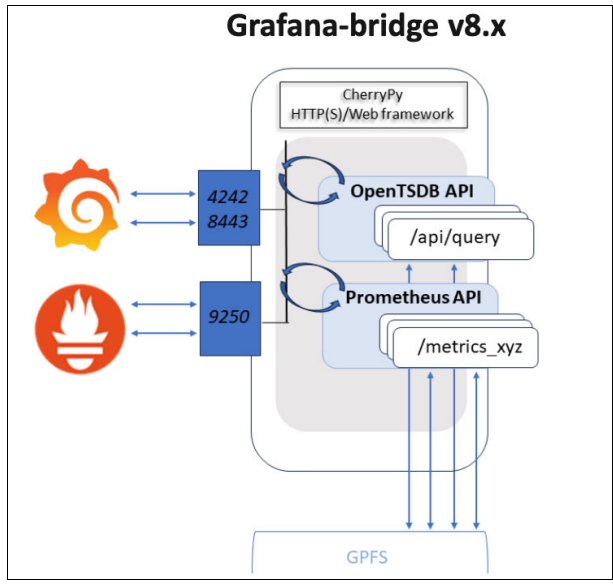 Grafana-bridge v8.x
CherryPy
HTTP(S)/Web framework
4242
8443
OpenTSDB API
/api/query
9250
Prometheus API
/metrics_xyz
GPFS